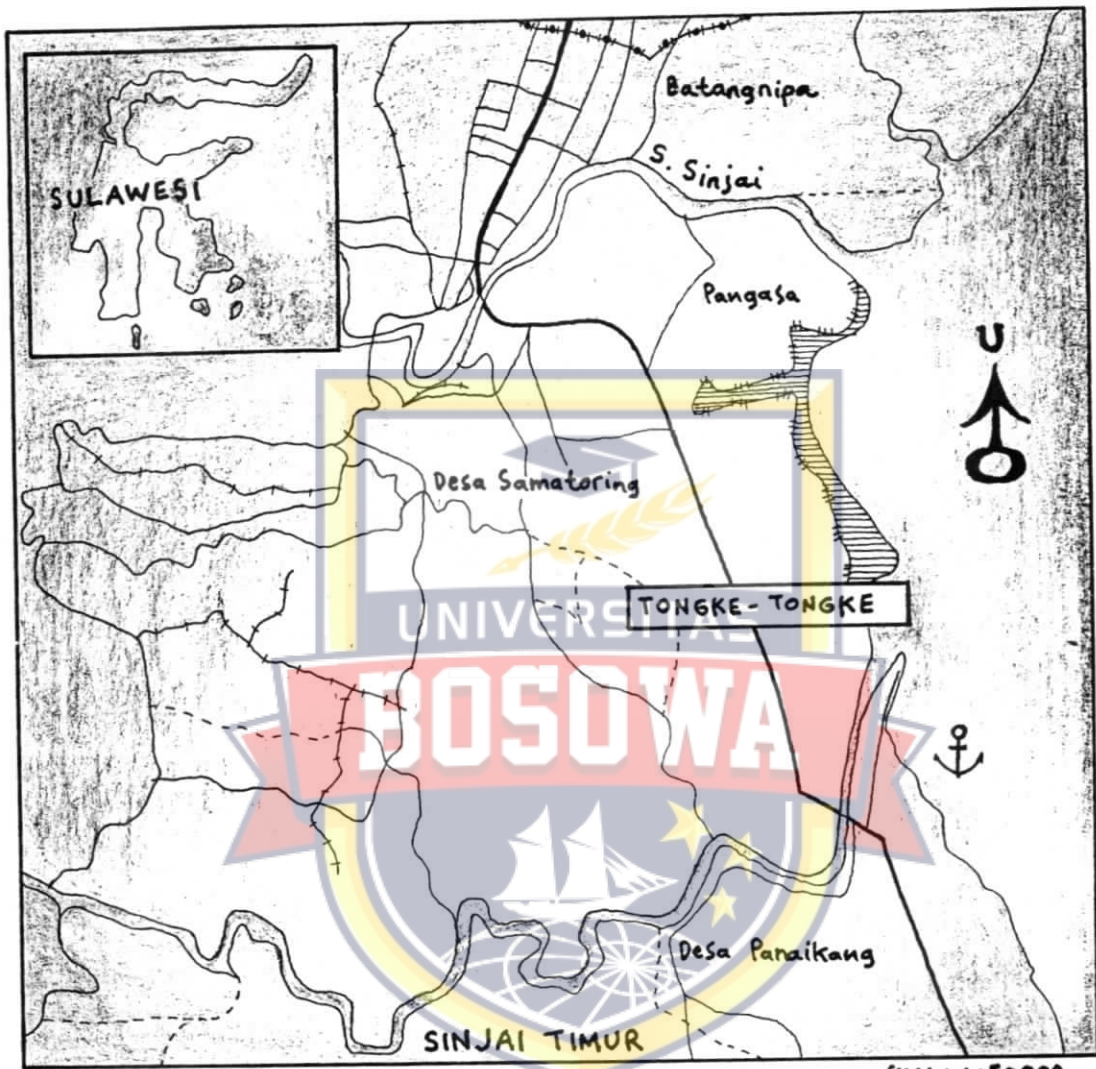 SULAWESI
Batangnipa
S. Sinjai
Pangasa
U
Desa Samatoring
TONGKE-TONGKE
UNIVERSITAS
BOSOWA
Desa Panaikang
SINJAI TIMUR